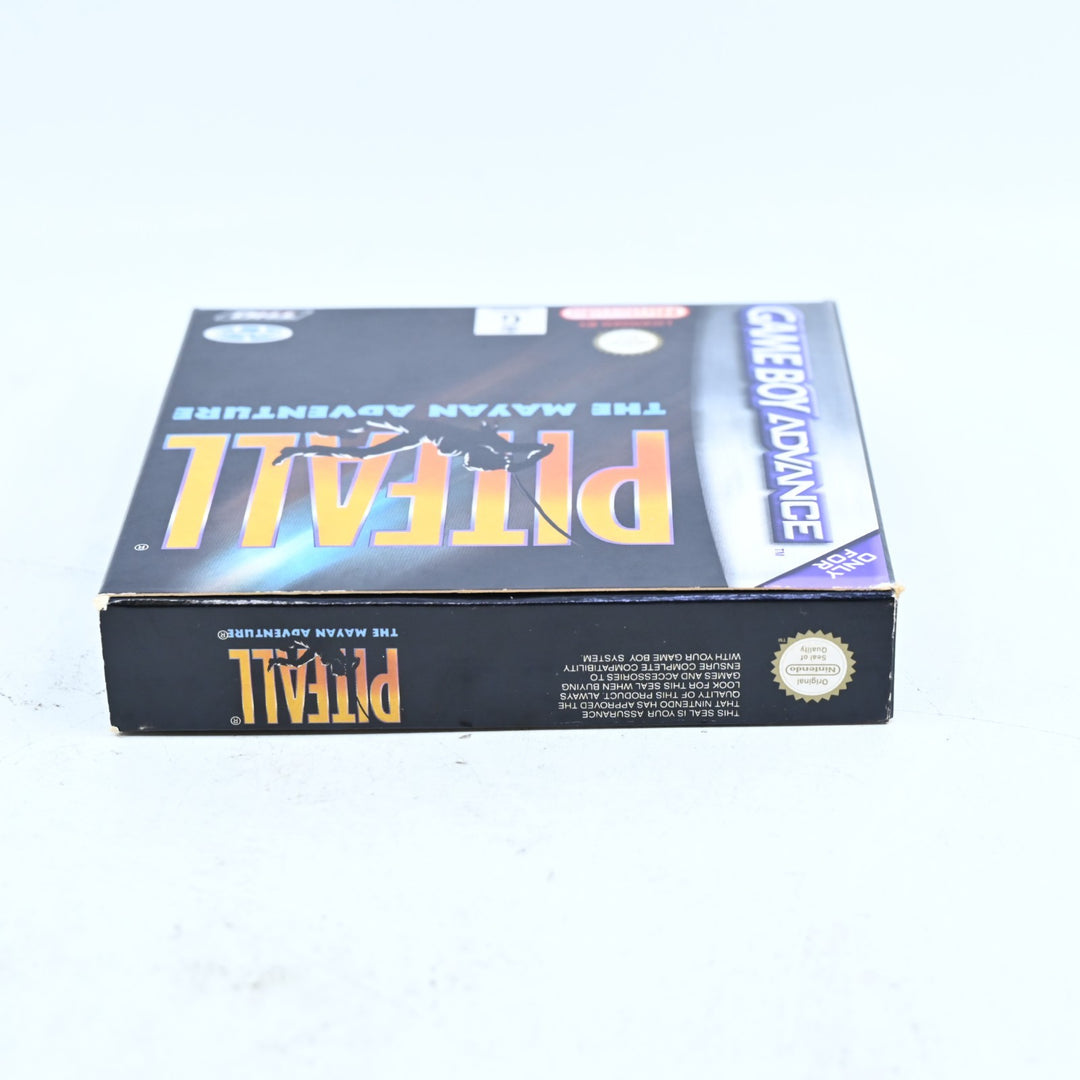 ONLY
FOR
GAME BOY ADVANCE™
PITFALL®
THE MAYAN ADVENTURE
G
PITFALL®
THE MAYAN ADVENTURE®
THIS SEAL IS YOUR ASSURANCE
THAT NINTENDO HAS APPROVED THE
QUALITY OF THIS PRODUCT. ALWAYS
LOOK FOR THIS SEAL WHEN BUYING
GAMES AND ACCESSORIES TO
ENSURE COMPLETE COMPATIBILITY
WITH YOUR GAME BOY SYSTEM.
Original
Nintendo
Seal of
Quality
™